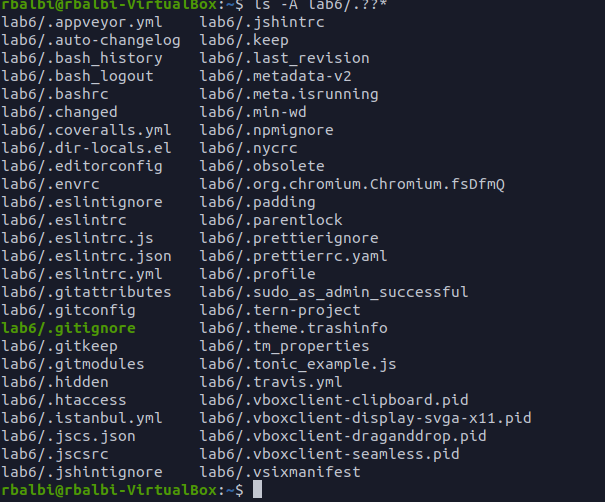 rbalbi@rbalbi-VirtualBox:~$ ls -A lab6/.??*
lab6/.appveyor.yml lab6/.jshintrc
lab6/.auto-changelog lab6/.keep
lab6/.bash_history lab6/.last_revision
lab6/.bash_logout lab6/.metadata-v2
lab6/.bashrc lab6/.meta.isrunning
lab6/.changed lab6/.min-wd
lab6/.coveralls.yml lab6/.npmignore
lab6/.dir-locals.el lab6/.nycrc
lab6/.editorconfig lab6/.obsolete
lab6/.envrc lab6/.org.chromium.Chromium.fsDfmQ
lab6/.eslintignore lab6/.padding
lab6/.eslintrc lab6/.parentlock
lab6/.eslintrc.js lab6/.prettierignore
lab6/.eslintrc.json lab6/.prettierrc.yaml
lab6/.eslintrc.yml lab6/.profile
lab6/.gitattributes lab6/.sudo_as_admin_successful
lab6/.gitconfig lab6/.tern-project
lab6/.gitignore lab6/.theme.trashinfo
lab6/.gitkeep lab6/.tm_properties
lab6/.gitmodules lab6/.tonic_example.js
lab6/.hidden lab6/.travis.yml
lab6/.htaccess lab6/.vboxclient-clipboard.pid
lab6/.istanbul.yml lab6/.vboxclient-display-svga-x11.pid
lab6/.jscs.json lab6/.vboxclient-draganddrop.pid
lab6/.jscsrc lab6/.vboxclient-seamless.pid
lab6/.jshintignore lab6/.vsixmanifest
rbalbi@rbalbi-VirtualBox:~$